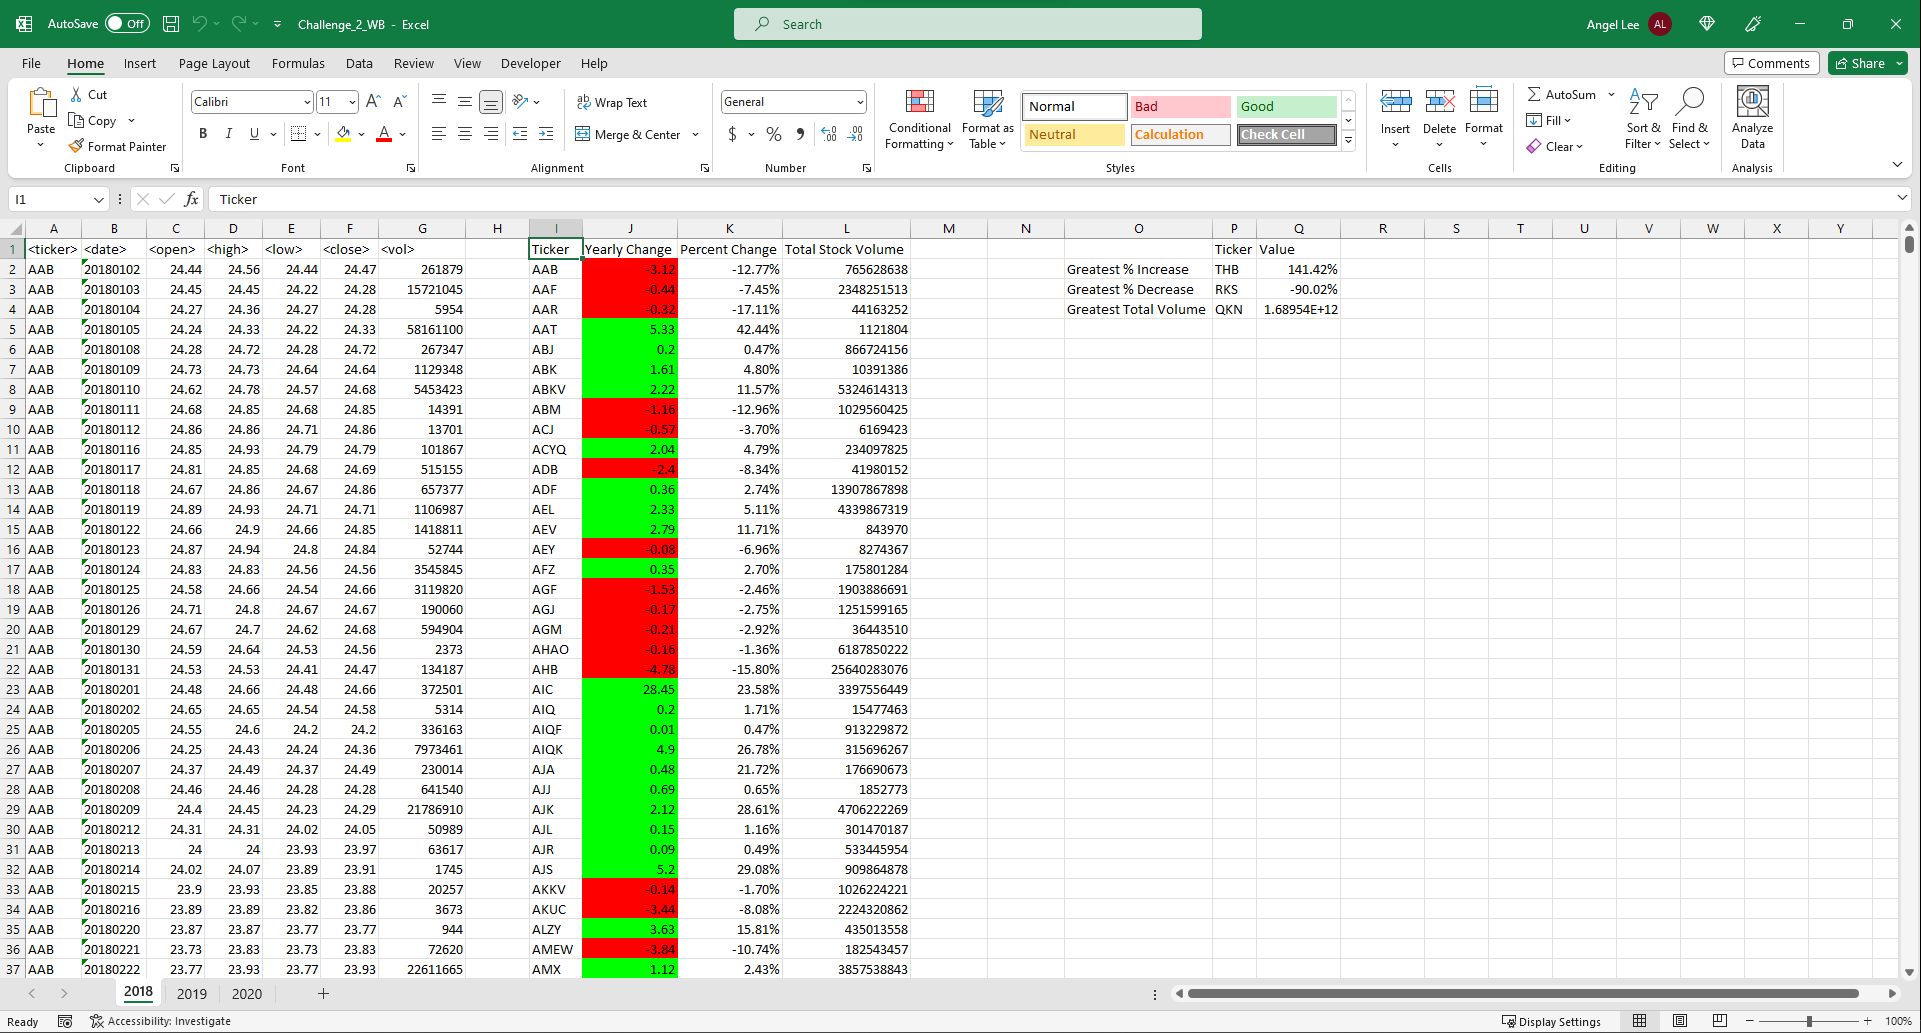 AutoSave Off Challenge_2_WB - Excel Search Angel Lee AL
File Home Insert Page Layout Formulas Data Review View Developer Help Comments Share
Paste Cut Copy Format Painter Clipboard
Calibri 11 B I U A Font
Wrap Text Merge & Center Alignment
General $ % Number
Conditional Formatting Format as Table
Normal Bad Good
Neutral Calculation Check Cell
Styles
Insert Delete Format Cells
AutoSum Fill Clear Sort & Filter Find & Select Editing
Analyze Data Analysis
I1 fx Ticker
A B C D E F G H I J K L M N O P Q R S T U V W X Y
1 <ticker> <date> <open> <high> <low> <close> <vol> Ticker Yearly Change Percent Change Total Stock Volume Ticker Value
2 AAB 20180102 24.44 24.56 24.44 24.47 261879 AAB -3.12 -12.77% 765628638 Greatest % Increase THB 141.42%
3 AAB 20180103 24.45 24.45 24.22 24.28 15721045 AAF -0.44 -7.45% 2348251513 Greatest % Decrease RKS -90.02%
4 AAB 20180104 24.27 24.36 24.27 24.28 5954 AAR -0.32 -17.11% 44163252 Greatest Total Volume QKN 1.68954E+12
5 AAB 20180105 24.24 24.33 24.22 24.33 58161100 AAT 5.33 42.44% 1121804
6 AAB 20180108 24.28 24.72 24.28 24.72 267347 ABJ 0.2 0.47% 866724156
7 AAB 20180109 24.73 24.73 24.64 24.64 1129348 ABK 1.61 4.80% 10391386
8 AAB 20180110 24.62 24.78 24.57 24.68 5453423 ABKV 2.22 11.57% 5324614313
9 AAB 20180111 24.68 24.85 24.68 24.85 14391 ABM -1.16 -12.96% 1029560425
10 AAB 20180112 24.86 24.86 24.71 24.86 13701 ACJ -0.57 -3.70% 6169423
11 AAB 20180116 24.85 24.93 24.79 24.79 101867 ACYQ 2.04 4.79% 234097825
12 AAB 20180117 24.81 24.85 24.68 24.69 515155 ADB -2.4 -8.34% 41980152
13 AAB 20180118 24.67 24.86 24.67 24.86 657377 ADF 0.36 2.74% 13907867898
14 AAB 20180119 24.89 24.93 24.71 24.71 1106987 AEL 2.33 5.11% 4339867319
15 AAB 20180122 24.66 24.9 24.66 24.85 1418811 AEV 2.79 11.71% 843970
16 AAB 20180123 24.87 24.94 24.8 24.84 52744 AEY -0.08 -6.96% 8274367
17 AAB 20180124 24.83 24.83 24.56 24.56 3545845 AFZ 0.35 2.70% 175801284
18 AAB 20180125 24.58 24.66 24.54 24.66 3119820 AGF -1.53 -2.46% 1903886691
19 AAB 20180126 24.71 24.8 24.67 24.67 190060 AGJ -0.17 -2.75% 1251599165
20 AAB 20180129 24.67 24.7 24.62 24.68 594904 AGM -0.21 -2.92% 36443510
21 AAB 20180130 24.59 24.64 24.53 24.56 2373 AHAO -0.16 -1.36% 6187850222
22 AAB 20180131 24.53 24.53 24.41 24.47 134187 AHB -4.78 -15.80% 25640283076
23 AAB 20180201 24.48 24.66 24.48 24.66 372501 AIC 28.45 23.58% 3397556449
24 AAB 20180202 24.65 24.65 24.54 24.58 5314 AIQ 0.2 1.71% 15477463
25 AAB 20180205 24.55 24.6 24.2 24.2 336163 AIQF 0.01 0.47% 913229872
26 AAB 20180206 24.25 24.43 24.24 24.36 7973461 AIQK 4.9 26.78% 315696267
27 AAB 20180207 24.37 24.49 24.37 24.49 230014 AJA 0.48 21.72% 176690673
28 AAB 20180208 24.46 24.46 24.28 24.28 641540 AJJ 0.69 0.65% 1852773
29 AAB 20180209 24.4 24.45 24.23 24.29 21786910 AJK 2.12 28.61% 4706222269
30 AAB 20180212 24.31 24.31 24.02 24.05 50989 AJL 0.15 1.16% 301470187
31 AAB 20180213 24 24 23.93 23.97 63617 AJR 0.09 0.49% 533445954
32 AAB 20180214 24.02 24.07 23.89 23.91 1745 AJS 5.2 29.08% 909864878
33 AAB 20180215 23.9 23.93 23.85 23.88 20257 AKKV -0.14 -1.70% 1026224221
34 AAB 20180216 23.89 23.89 23.82 23.86 3673 AKUC -3.44 -8.08% 2224320862
35 AAB 20180220 23.87 23.87 23.77 23.77 944 ALZY 3.63 15.81% 435013558
36 AAB 20180221 23.73 23.83 23.73 23.83 72620 AMEW -3.84 -10.74% 182543457
37 AAB 20180222 23.77 23.93 23.77 23.93 22611665 AMX 1.12 2.43% 3857538843
2018 2019 2020 +
Ready Accessibility: Investigate Display Settings - + 100%